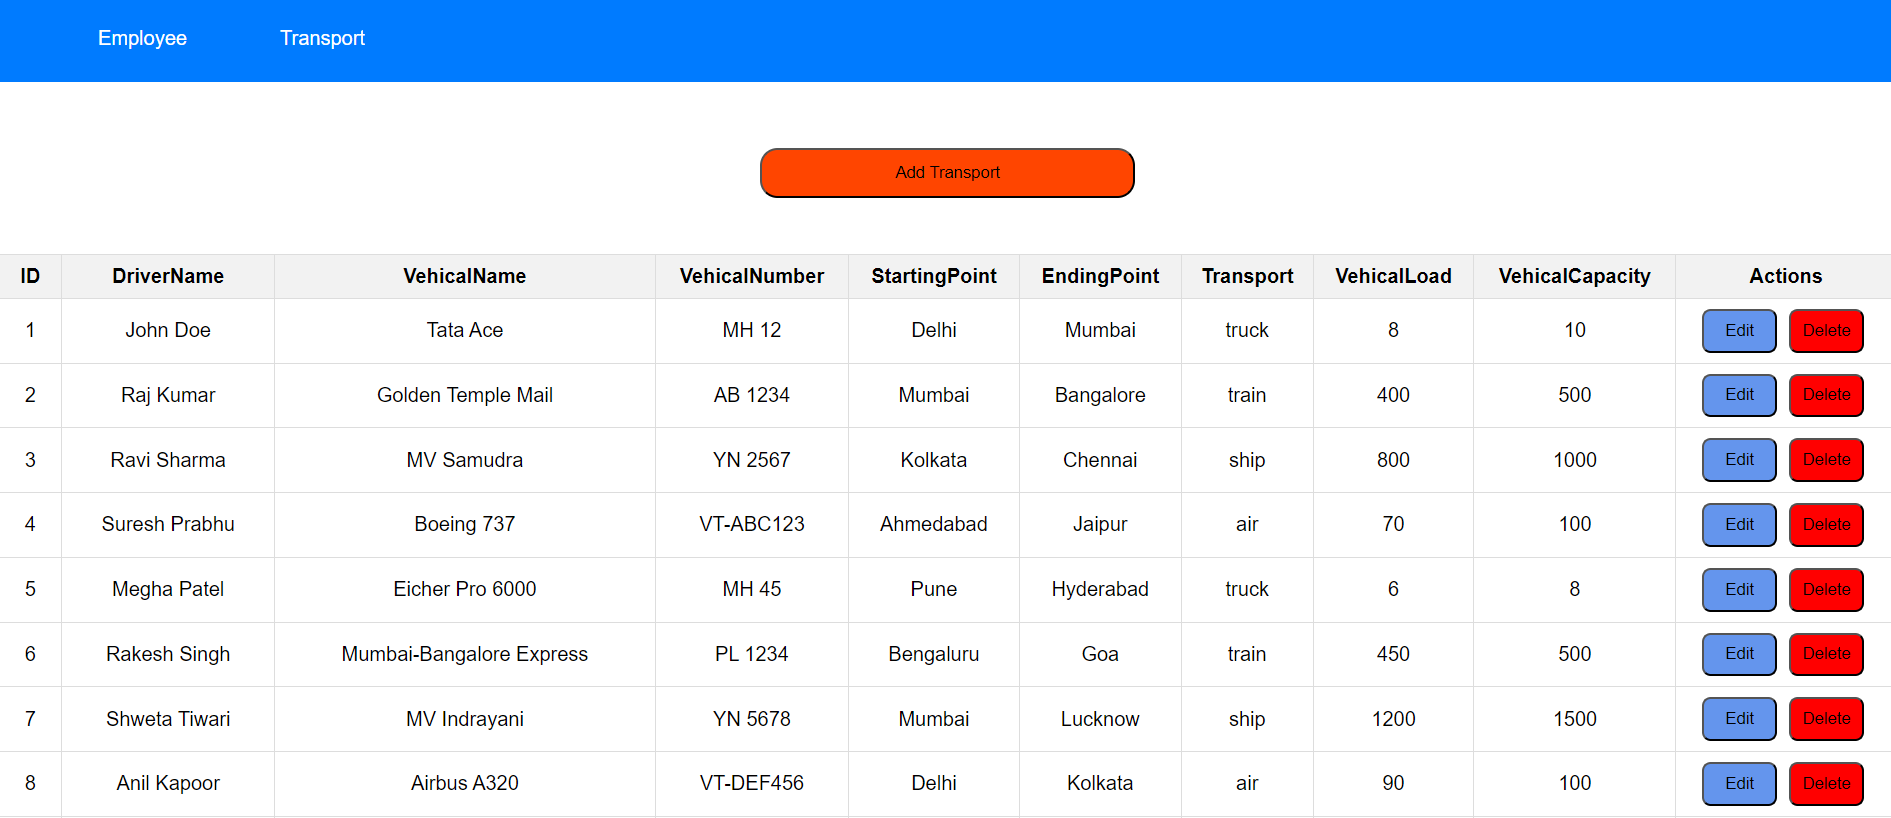 Employee Transport
Add Transport
ID DriverName VehicalName VehicalNumber StartingPoint EndingPoint Transport VehicalLoad VehicalCapacity Actions
1 John Doe Tata Ace MH 12 Delhi Mumbai truck 8 10 Edit Delete
2 Raj Kumar Golden Temple Mail AB 1234 Mumbai Bangalore train 400 500 Edit Delete
3 Ravi Sharma MV Samudra YN 2567 Kolkata Chennai ship 800 1000 Edit Delete
4 Suresh Prabhu Boeing 737 VT-ABC123 Ahmedabad Jaipur air 70 100 Edit Delete
5 Megha Patel Eicher Pro 6000 MH 45 Pune Hyderabad truck 6 8 Edit Delete
6 Rakesh Singh Mumbai-Bangalore Express PL 1234 Bengaluru Goa train 450 500 Edit Delete
7 Shweta Tiwari MV Indrayani YN 5678 Mumbai Lucknow ship 1200 1500 Edit Delete
8 Anil Kapoor Airbus A320 VT-DEF456 Delhi Kolkata air 90 100 Edit Delete